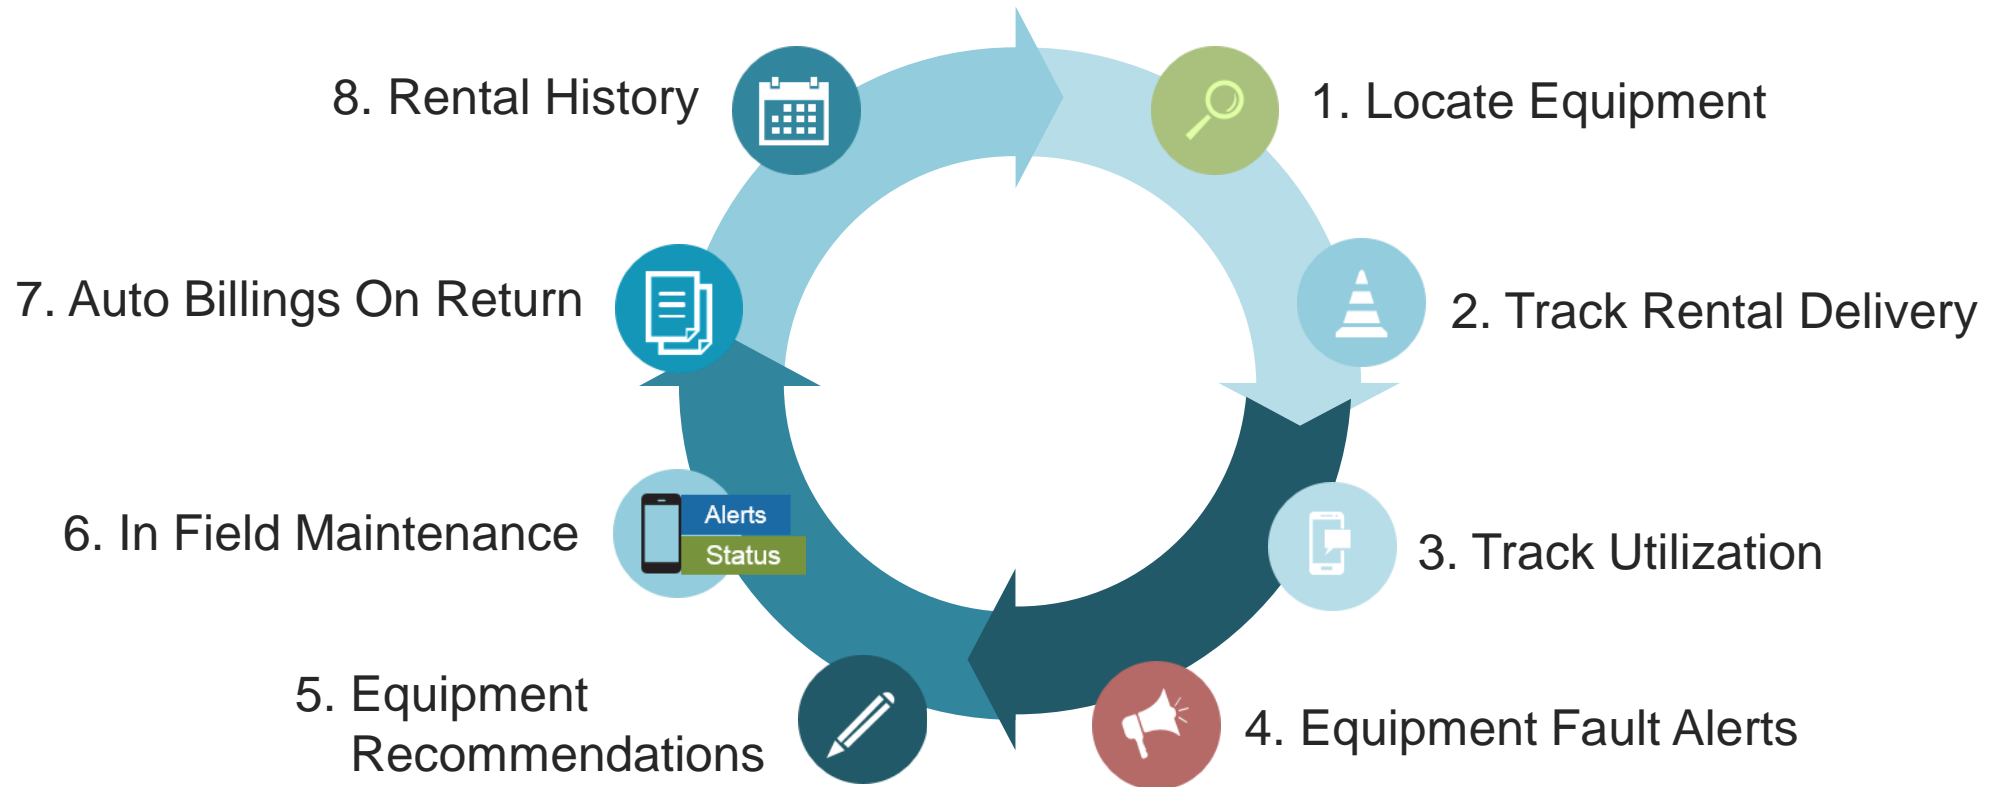 1. Locate Equipment
2. Track Rental Delivery
3. Track Utilization
4. Equipment Fault Alerts
5. Equipment
Recommendations
6. In Field Maintenance
Alerts
Status
7. Auto Billings On Return
8. Rental History